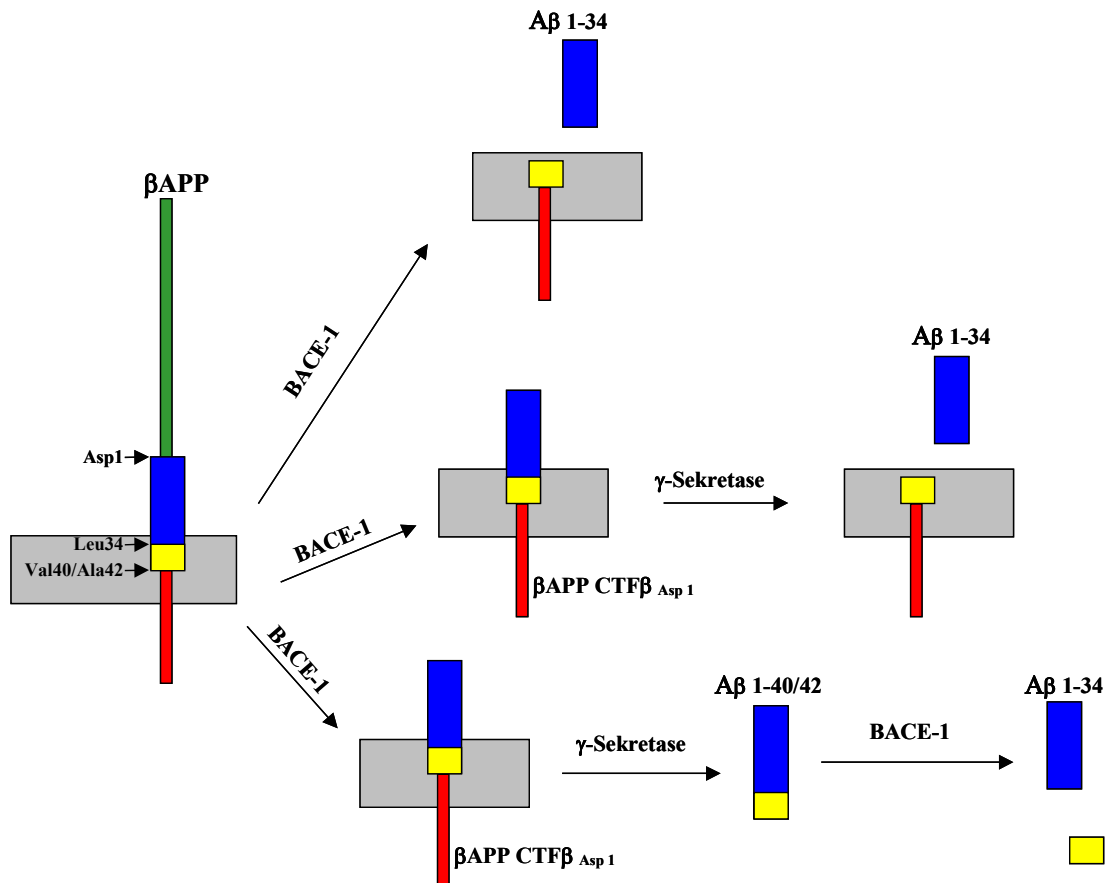 Aβ 1-34
βAPP
BACE-1
Aβ 1-34
Asp1
γ-Sekretase
BACE-1
Leu34
Val40/Ala42
βAPP CTFβ Asp 1
BACE-1
Aβ 1-40/42
Aβ 1-34
γ-Sekretase
BACE-1
βAPP CTFβ Asp 1